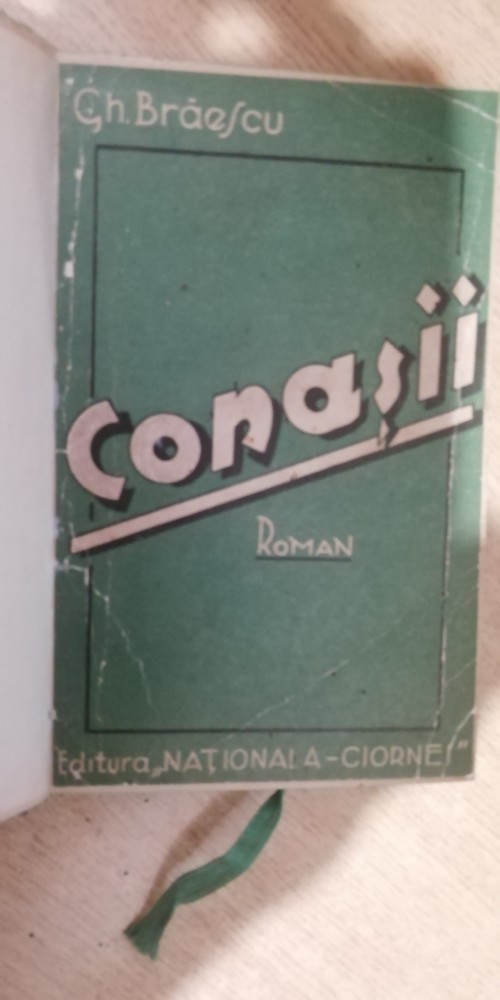 Gh. Brăescu
Conașii
Roman
Editura „NAȚIONALA-CIORNEI”